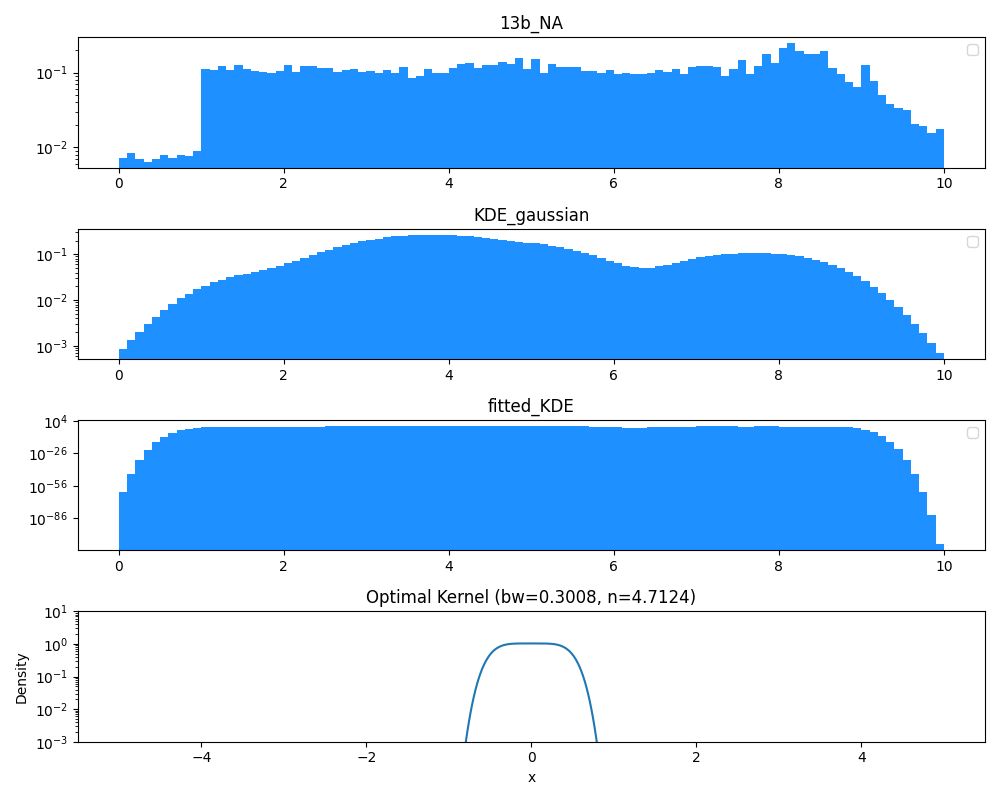 13b_NA
10⁻¹
10⁻²
0 2 4 6 8 10
KDE_gaussian
10⁻¹
10⁻²
10⁻³
0 2 4 6 8 10
fitted_KDE
10⁴
10⁻²⁶
10⁻⁵⁶
10⁻⁸⁶
0 2 4 6 8 10
Optimal Kernel (bw=0.3008, n=4.7124)
10¹
10⁰
10⁻¹
10⁻²
10⁻³
Density
−4 −2 0 2 4
x